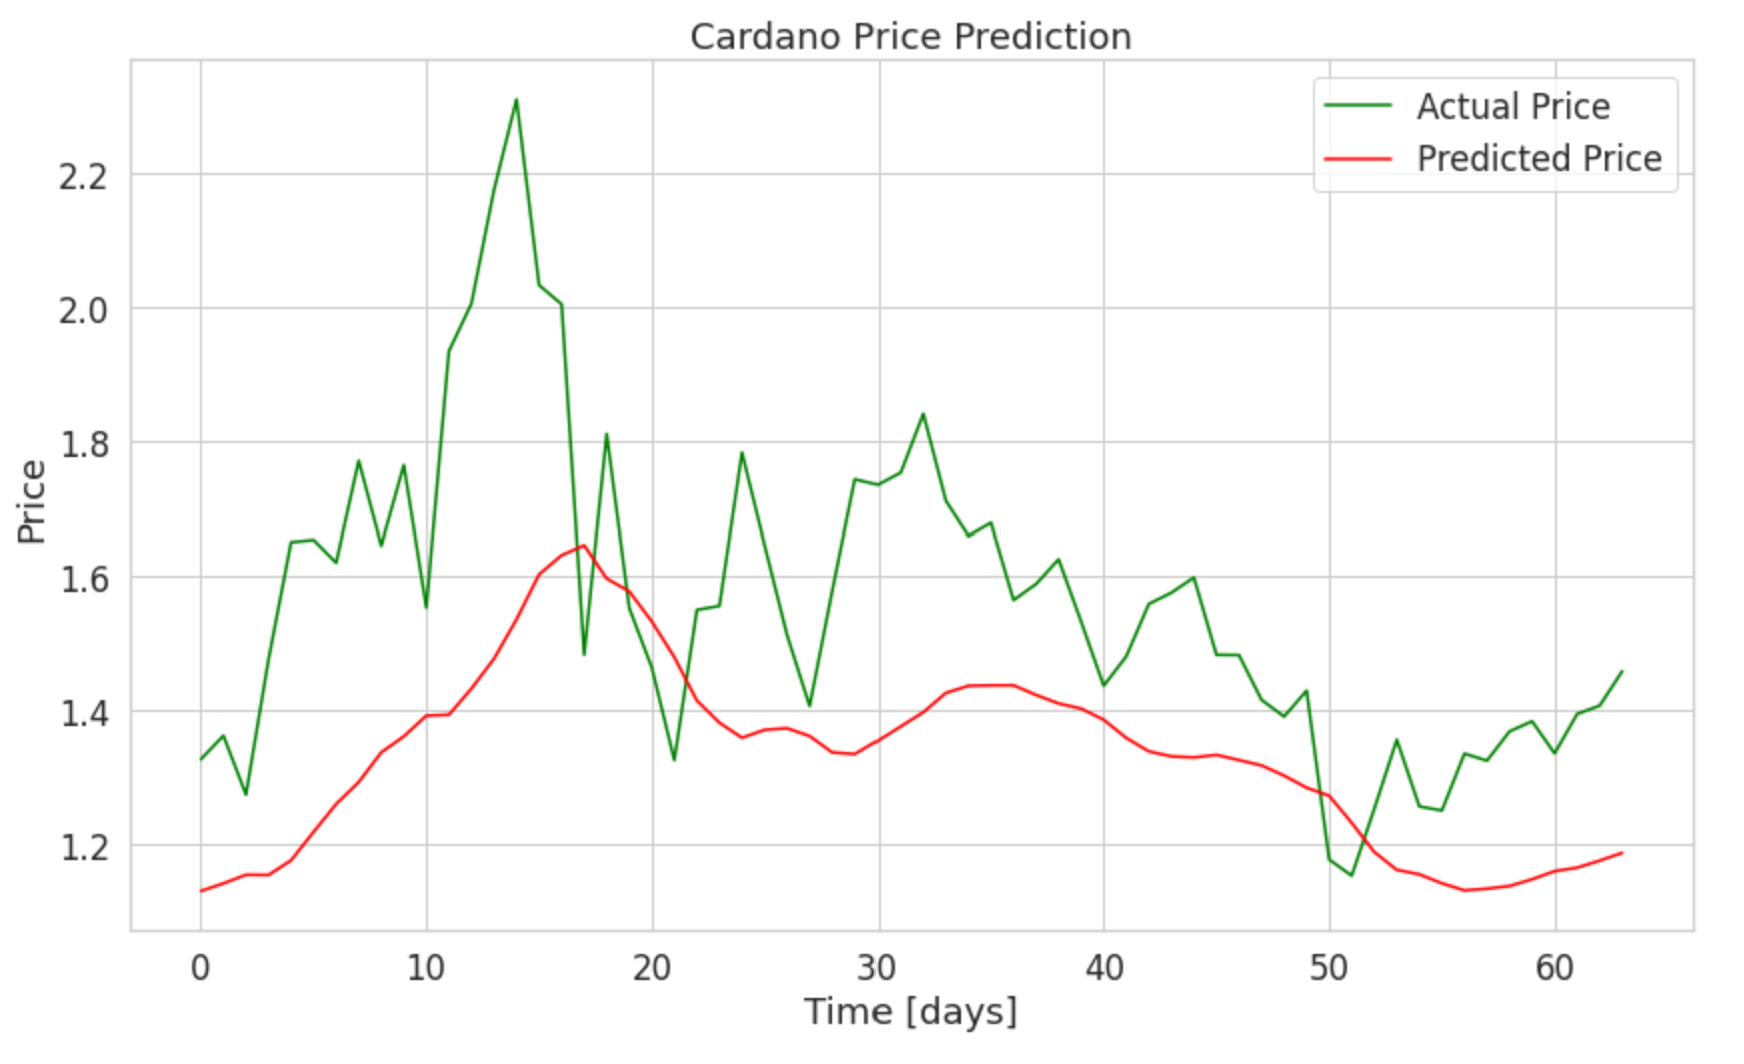 Cardano Price Prediction
Actual Price
Predicted Price
2.2
2.0
1.8
1.6
1.4
1.2
Price
0 10 20 30 40 50 60
Time [days]